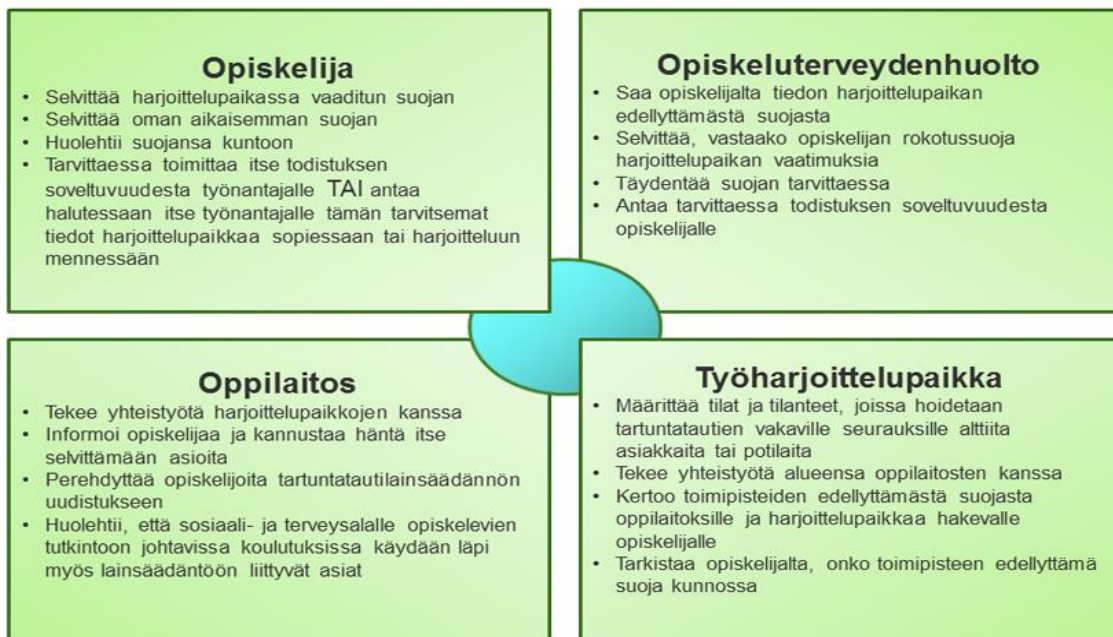 Opiskelija
• Selvittää harjoittelupaikassa vaaditun suojan
• Selvittää oman aikaisemman suojan
• Huolehtii suojansa kuntoon
• Tarvittaessa toimittaa itse todistuksen
soveltuvuudesta työnantajalle TAI antaa
halutessaan itse työnantajalle tämän tarvitsemat
tiedot harjoittelupaikkaa sopiessaan tai harjoitteluun
mennessään
Opiskeluterveydenhuolto
• Saa opiskelijalta tiedon harjoittelupaikan
edellyttämästä suojasta
• Selvittää, vastaako opiskelijan rokotussuoja
harjoittelupaikan vaatimuksia
• Täydentää suojan tarvittaessa
• Antaa tarvittaessa todistuksen soveltuvuudesta
opiskelijalle
Oppilaitos
• Tekee yhteistyötä harjoittelupaikkojen kanssa
• Informoi opiskelijaa ja kannustaa häntä itse
selvittämään asioita
• Perehdyttää opiskelijoita tartuntatautilainsäädännön
uudistukseen
• Huolehtii, että sosiaali- ja terveysalalle opiskelevien
tutkintoon johtavissa koulutuksissa käydään läpi
myös lainsäädäntöön liittyvät asiat
Työharjoittelupaikka
• Määrittää tilat ja tilanteet, joissa hoidetaan
tartuntatautien vakaville seurauksille alttiita
asiakkaita tai potilaita
• Tekee yhteistyötä alueensa oppilaitosten kanssa
• Kertoo toimipisteiden edellyttämästä suojasta
oppilaitoksille ja harjoittelupaikkaa hakevalle
opiskelijalle
• Tarkistaa opiskelijalta, onko toimipisteen edellyttämä
suoja kunnossa